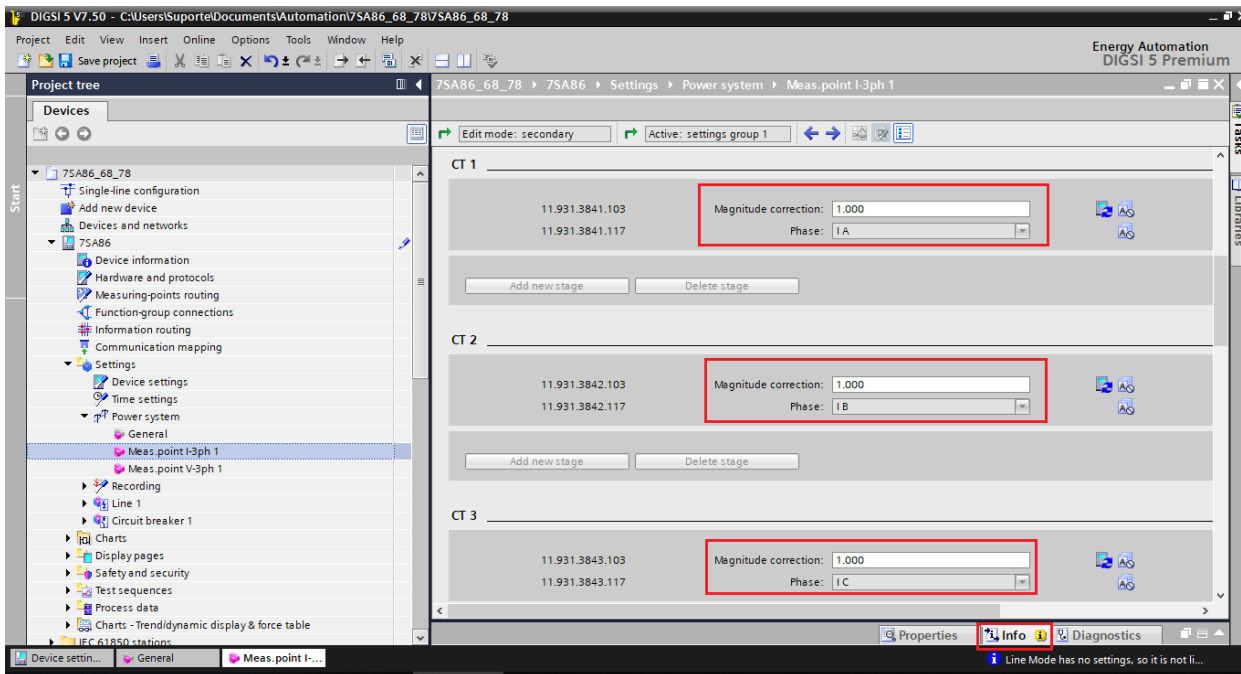 DIGSI 5 V7.50 - C:\Users\Suporte\Documents\Automation\7SA86_68_78\7SA86_68_78
Project Edit View Insert Online Options Tools Window Help
Save project
Energy Automation
DIGSI 5 Premium
Project tree
Devices
Start
7SA86_68_78
Single-line configuration
Add new device
Devices and networks
7SA86
Device information
Hardware and protocols
Measuring-points routing
Function-group connections
Information routing
Communication mapping
Settings
Device settings
Time settings
Power system
General
Meas.point I-3ph 1
Meas.point V-3ph 1
Recording
Line 1
Circuit breaker 1
Charts
Display pages
Safety and security
Test sequences
Process data
Charts - Trend/dynamic display & force table
IEC 61850 stations
7SA86_68_78 7SA86 Settings Power system Meas.point I-3ph 1
Edit mode: secondary Active: settings group 1
CT 1
11.931.3841.103 Magnitude correction: 1.000
11.931.3841.117 Phase: I A
Add new stage Delete stage
CT 2
11.931.3842.103 Magnitude correction: 1.000
11.931.3842.117 Phase: I B
Add new stage Delete stage
CT 3
11.931.3843.103 Magnitude correction: 1.000
11.931.3843.117 Phase: I C
Tasks
Libraries
Properties Info Diagnostics
Device settin... General Meas.point I-...
Line Mode has no settings, so it is not li...